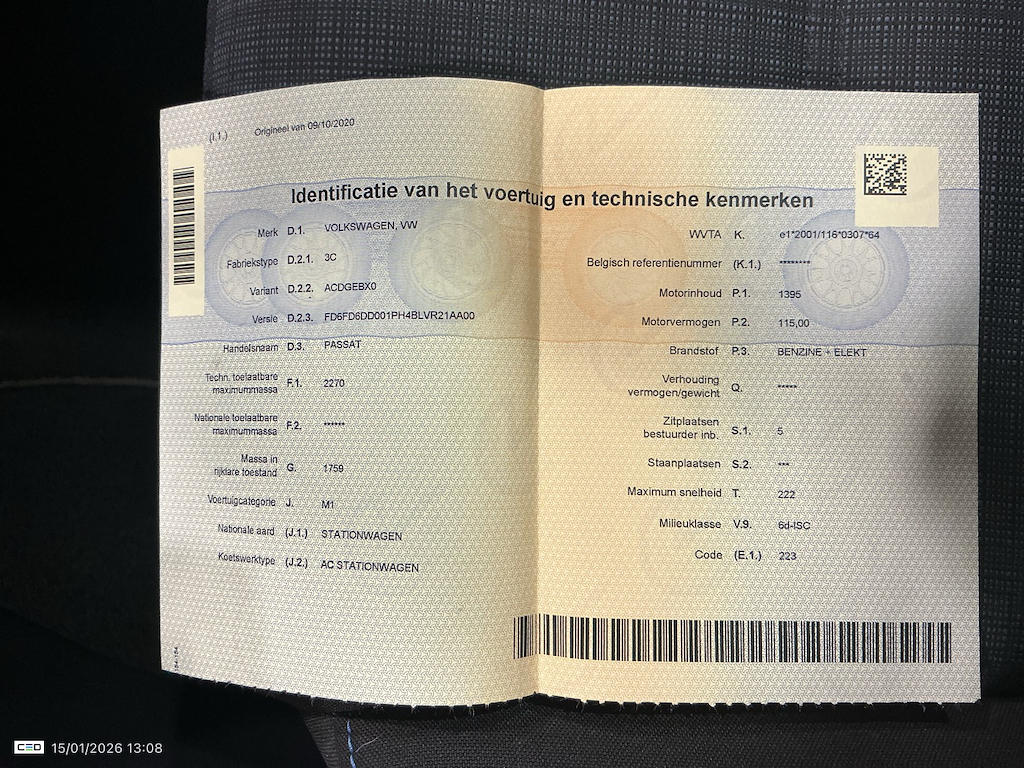 (I.1.) Origineel van 09/10/2020
Identificatie van het voertuig en technische kenmerken
Merk D.1. VOLKSWAGEN, VW
Fabriekstype D.2.1. 3C
Variant D.2.2. ACDGEBX0
Versie D.2.3. FD6FD6DD001PH4BLVR21AA00
Handelsnaam D.3. PASSAT
Techn. toelaatbare
maximummassa F.1. 2270
Nationale toelaatbare
maximummassa F.2. ******
Massa in
rijklare toestand G. 1759
Voertuigcategorie J. M1
Nationale aard (J.1.) STATIONWAGEN
Koetswerktype (J.2.) AC STATIONWAGEN
WVTA K. e1*2001/116*0307*64
Belgisch referentienummer (K.1.) ********
Motorinhoud P.1. 1395
Motorvermogen P.2. 115,00
Brandstof P.3. BENZINE + ELEKT
Verhouding
vermogen/gewicht Q. *****
Zitplaatsen
bestuurder inb. S.1. 5
Staanplaatsen S.2. ***
Maximum snelheid T. 222
Milieuklasse V.9. 6d-ISC
Code (E.1.) 223
CEO 15/01/2026 13:08